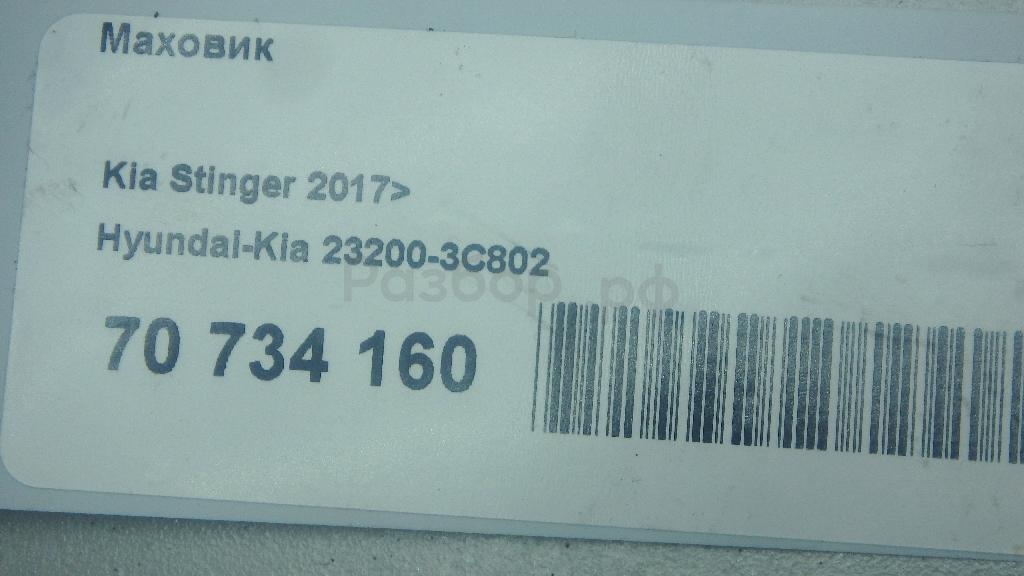 Маховик
Kia Stinger 2017>
Hyundai-Kia 23200-3C802
Разбор.рф
70 734 160